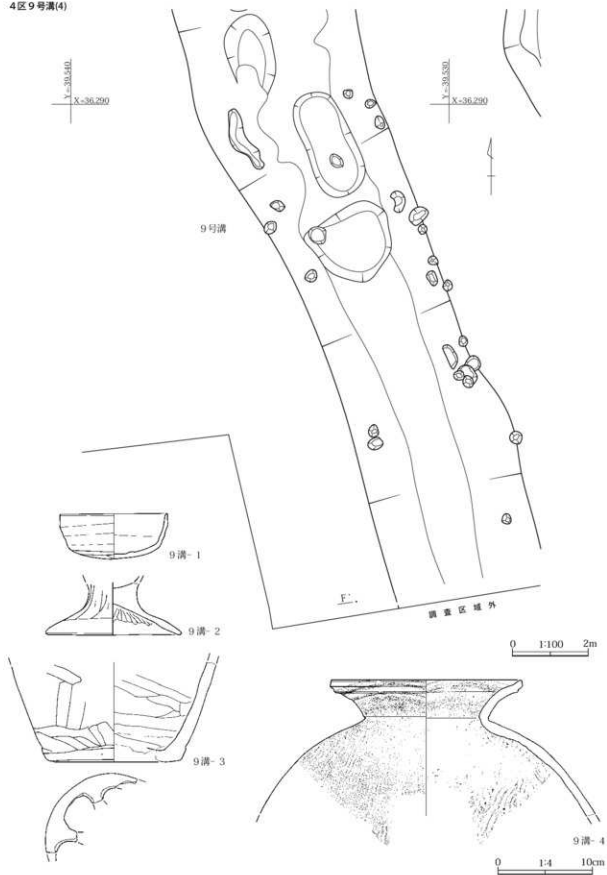 4区9号溝(4)
Y=-39,540
X=36,290
Y=-39,530
X=36,290
9号溝
F'.
調査区域外
0 1:100 2m
9溝-1
9溝-2
9溝-3
9溝-4
0 1:4 10cm